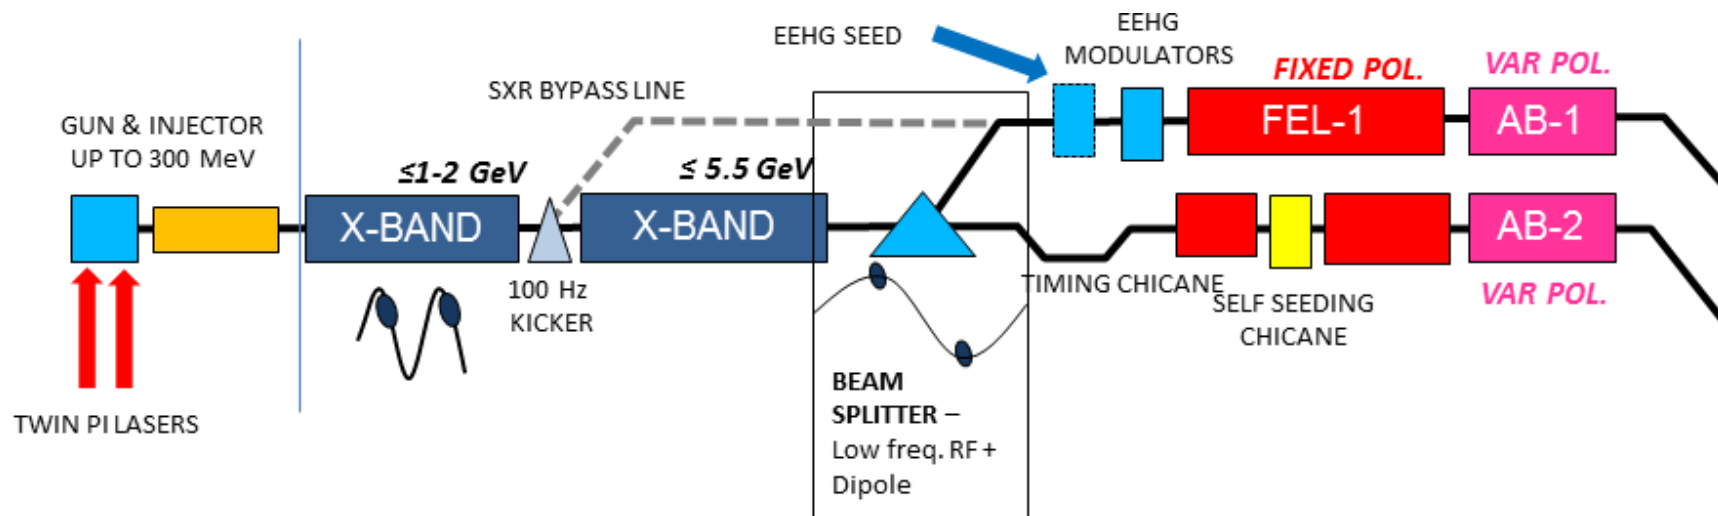 EEHG SEED
EEHG
MODULATORS
SXR BYPASS LINE
FIXED POL.
VAR POL.
GUN & INJECTOR
UP TO 300 MeV
FEL-1
AB-1
≤1-2 GeV
≤ 5.5 GeV
X-BAND
X-BAND
AB-2
100 Hz
KICKER
TIMING CHICANE
SELF SEEDING
CHICANE
VAR POL.
BEAM
SPLITTER –
Low freq. RF +
Dipole
TWIN PI LASERS